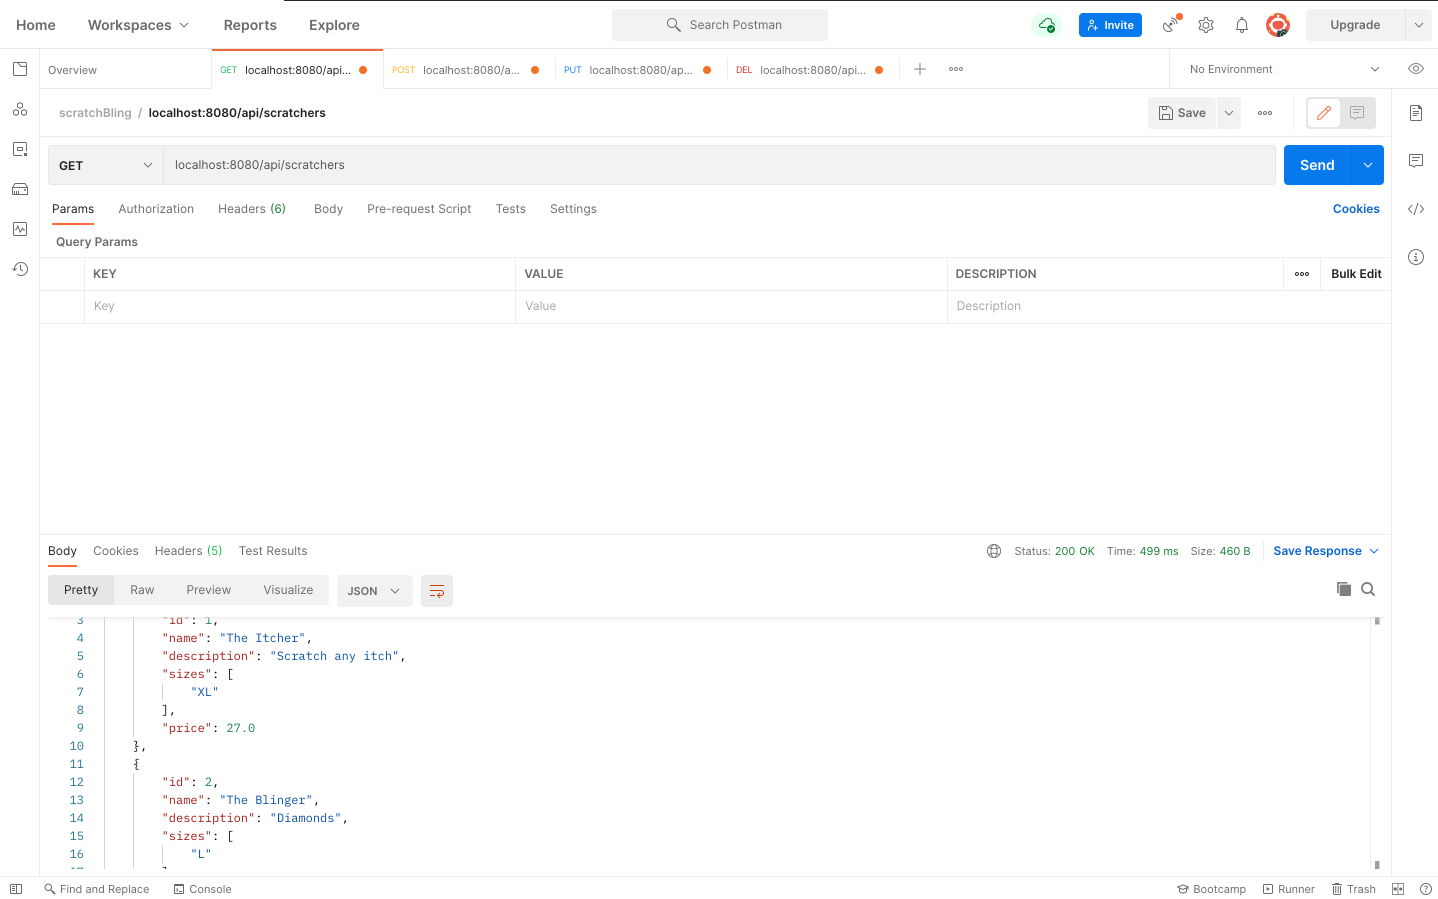 Home Workspaces Reports Explore Search Postman Invite Upgrade
Overview GET localhost:8080/api... POST localhost:8080/a... PUT localhost:8080/ap... DEL localhost:8080/api... No Environment
scratchBling / localhost:8080/api/scratchers Save
GET localhost:8080/api/scratchers Send
Params Authorization Headers (6) Body Pre-request Script Tests Settings Cookies
Query Params
KEY VALUE DESCRIPTION Bulk Edit
Key Value Description
Body Cookies Headers (5) Test Results Status: 200 OK Time: 499 ms Size: 460 B Save Response
Pretty Raw Preview Visualize JSON
3 "id": 1,
4 "name": "The Itcher",
5 "description": "Scratch any itch",
6 "sizes": [
7 "XL"
8 ],
9 "price": 27.0
10 },
11 {
12 "id": 2,
13 "name": "The Blinger",
14 "description": "Diamonds",
15 "sizes": [
16 "L"
Find and Replace Console Bootcamp Runner Trash